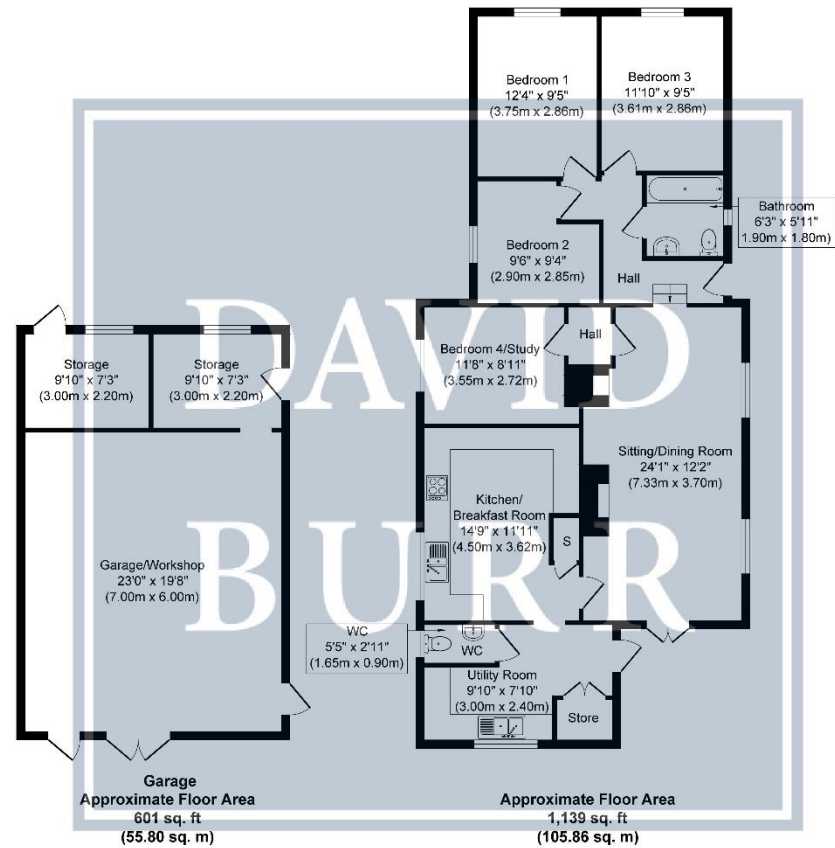 Bedroom 1
12'4" x 9'5"
(3.75m x 2.86m)
Bedroom 3
11'10" x 9'5"
(3.61m x 2.86m)
Bathroom
6'3" x 5'11"
1.90m x 1.80m)
Bedroom 2
9'6" x 9'4"
(2.90m x 2.85m)
Hall
Storage
9'10" x 7'3"
(3.00m x 2.20m)
Storage
9'10" x 7'3"
(3.00m x 2.20m)
Bedroom 4/Study
11'8" x 8'11"
(3.55m x 2.72m)
Hall
DAVID
Sitting/Dining Room
24'1" x 12'2"
(7.33m x 3.70m)
Kitchen/
Breakfast Room
14'9" x 11'11"
(4.50m x 3.62m)
S
Garage/Workshop
23'0" x 19'8"
(7.00m x 6.00m)
BURR
WC
5'5" x 2'11"
(1.65m x 0.90m)
WC
Utility Room
9'10" x 7'10"
(3.00m x 2.40m)
Store
Garage
Approximate Floor Area
601 sq. ft
(55.80 sq. m)
Approximate Floor Area
1,139 sq. ft
(105.86 sq. m)